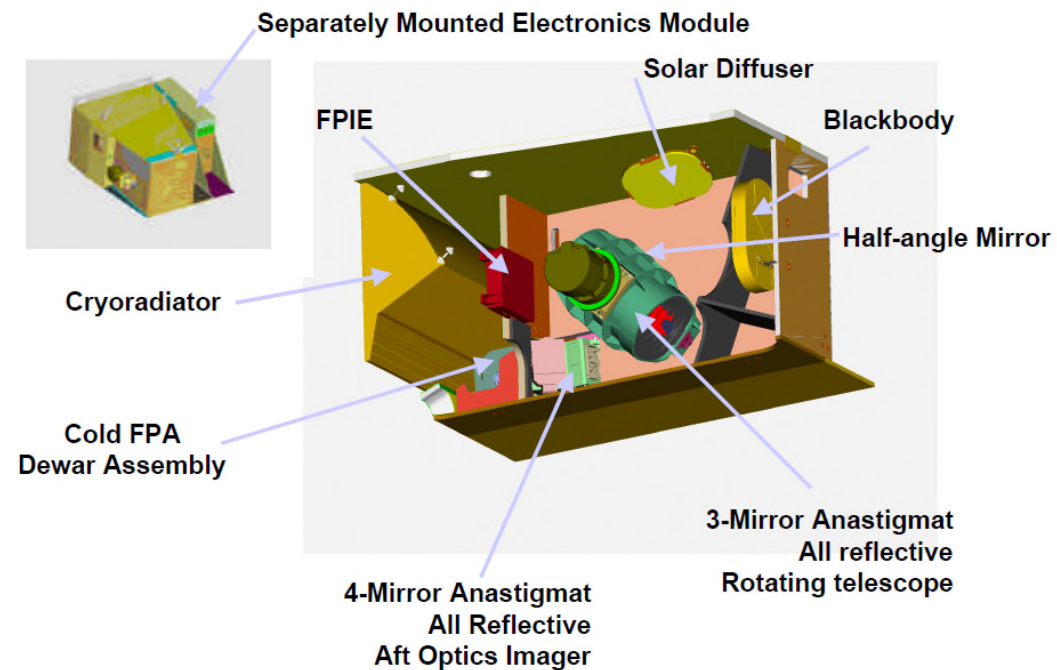 Separately Mounted Electronics Module
Solar Diffuser
FPIE
Blackbody
Half-angle Mirror
Cryoradiator
Cold FPA
Dewar Assembly
3-Mirror Anastigmat
All reflective
Rotating telescope
4-Mirror Anastigmat
All Reflective
Aft Optics Imager